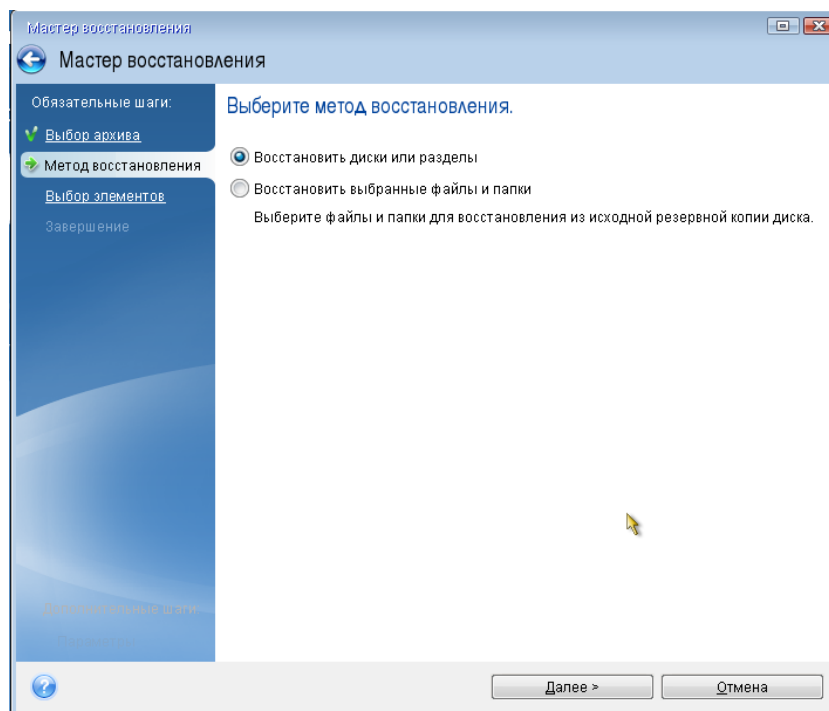 Мастер восстановления
Мастер восстановления
Обязательные шаги:
Выбор архива
Метод восстановления
Выбор элементов
Завершение
Выберите метод восстановления.
Восстановить диски или разделы
Восстановить выбранные файлы и папки
Выберите файлы и папки для восстановления из исходной резервной копии диска.
шаги:
Далее >
Отмена